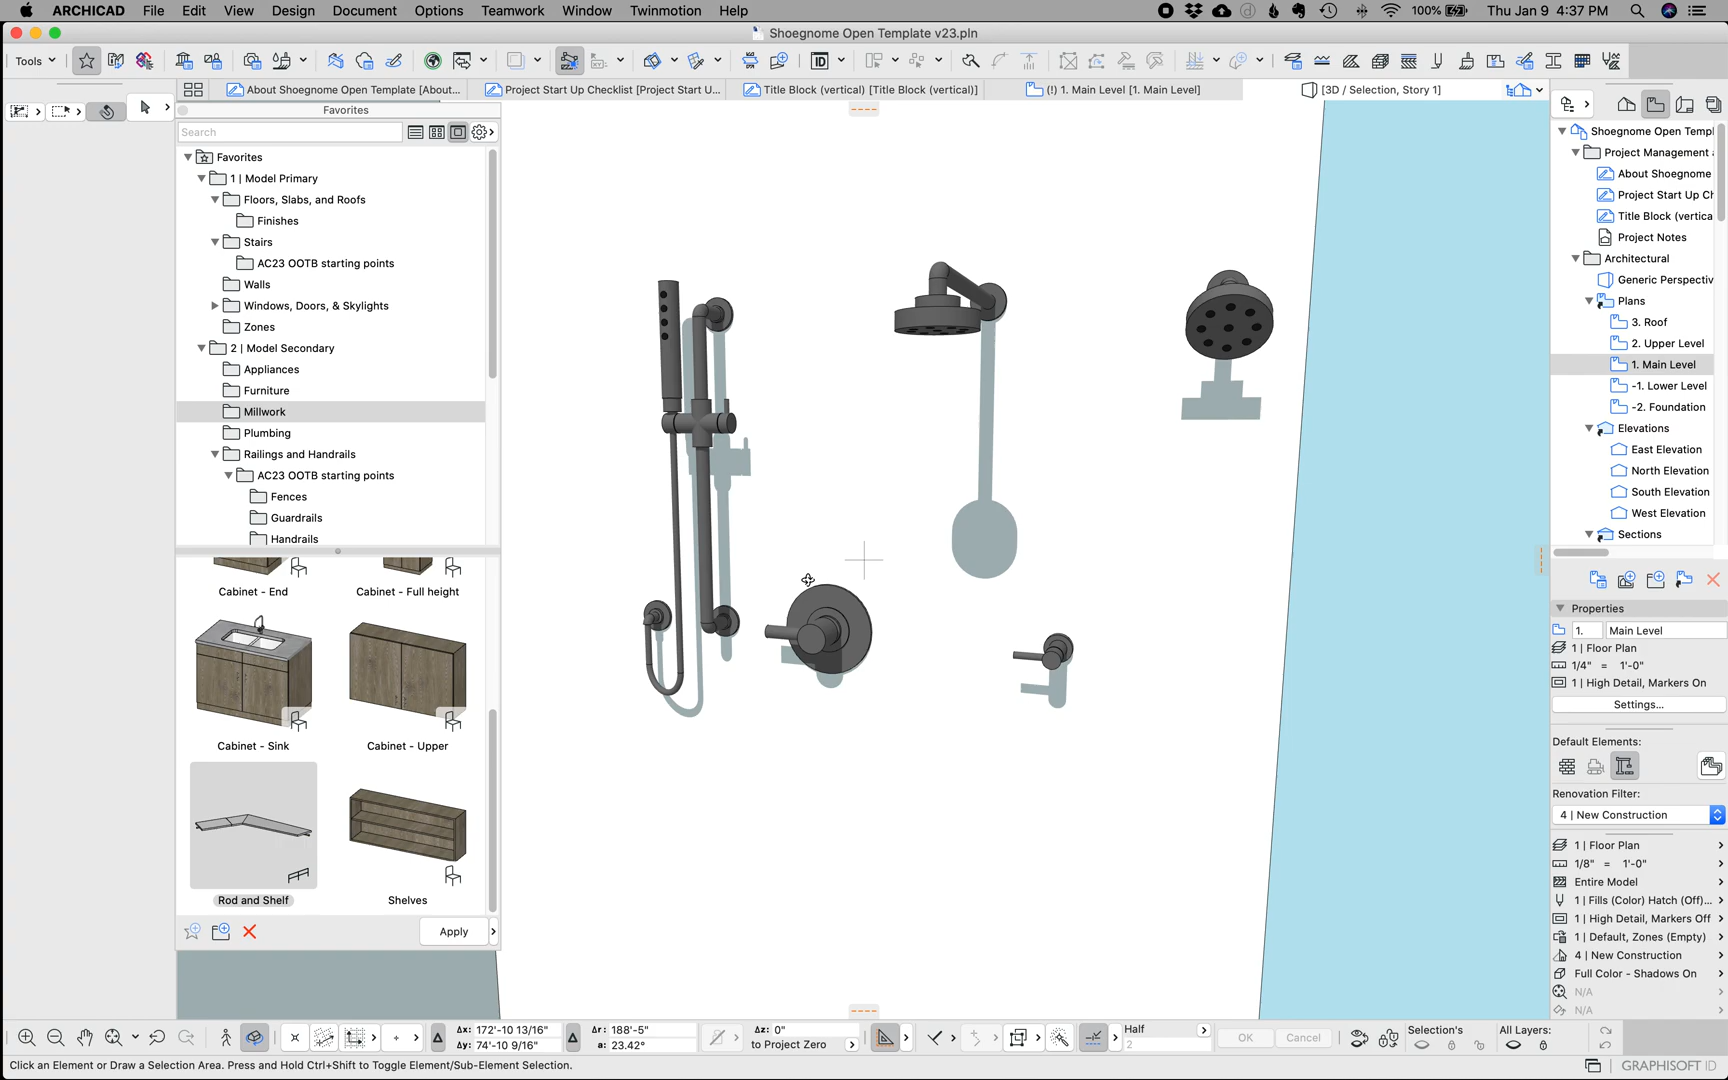 ARCHICAD File Edit View Design Document Options Teamwork Window Twinmotion Help
100% Thu Jan 9 4:37 PM
Shoegnome Open Template v23.pln
Tools
ID
About Shoegnome Open Template [About...
Project Start Up Checklist [Project Start U...
Title Block (vertical) [Title Block (vertical)]
(!) 1. Main Level [1. Main Level]
[3D / Selection, Story 1]
Favorites
Search
Favorites
1 | Model Primary
Floors, Slabs, and Roofs
Finishes
Stairs
AC23 OOTB starting points
Walls
Windows, Doors, & Skylights
Zones
2 | Model Secondary
Appliances
Furniture
Millwork
Plumbing
Railings and Handrails
AC23 OOTB starting points
Fences
Guardrails
Handrails
Cabinet - End
Cabinet - Full height
Cabinet - Sink
Cabinet - Upper
Rod and Shelf
Shelves
Apply
Shoegnome Open Templ
Project Management a
About Shoegnome
Project Start Up Ch
Title Block (vertica
Project Notes
Architectural
Generic Perspectiv
Plans
3. Roof
2. Upper Level
1. Main Level
-1. Lower Level
-2. Foundation
Elevations
East Elevation
North Elevation
South Elevation
West Elevation
Sections
Properties
1. Main Level
1 | Floor Plan
1/4" = 1'-0"
1 | High Detail, Markers On
Settings...
Default Elements:
Renovation Filter:
4 | New Construction
1 | Floor Plan
1/8" = 1'-0"
Entire Model
1 | Fills (Color) Hatch (Off)...
1 | High Detail, Markers Off
1 | Default, Zones (Empty)
4 | New Construction
Full Color - Shadows On
N/A
N/A
Δx: 172'-10 13/16"
Δy: 74'-10 9/16"
Δr: 188'-5"
a: 23.42°
Δz: 0"
to Project Zero
Half
2
OK
Cancel
Selection's
All Layers:
Click an Element or Draw a Selection Area. Press and Hold Ctrl+Shift to Toggle Element/Sub-Element Selection.
GRAPHISOFT ID